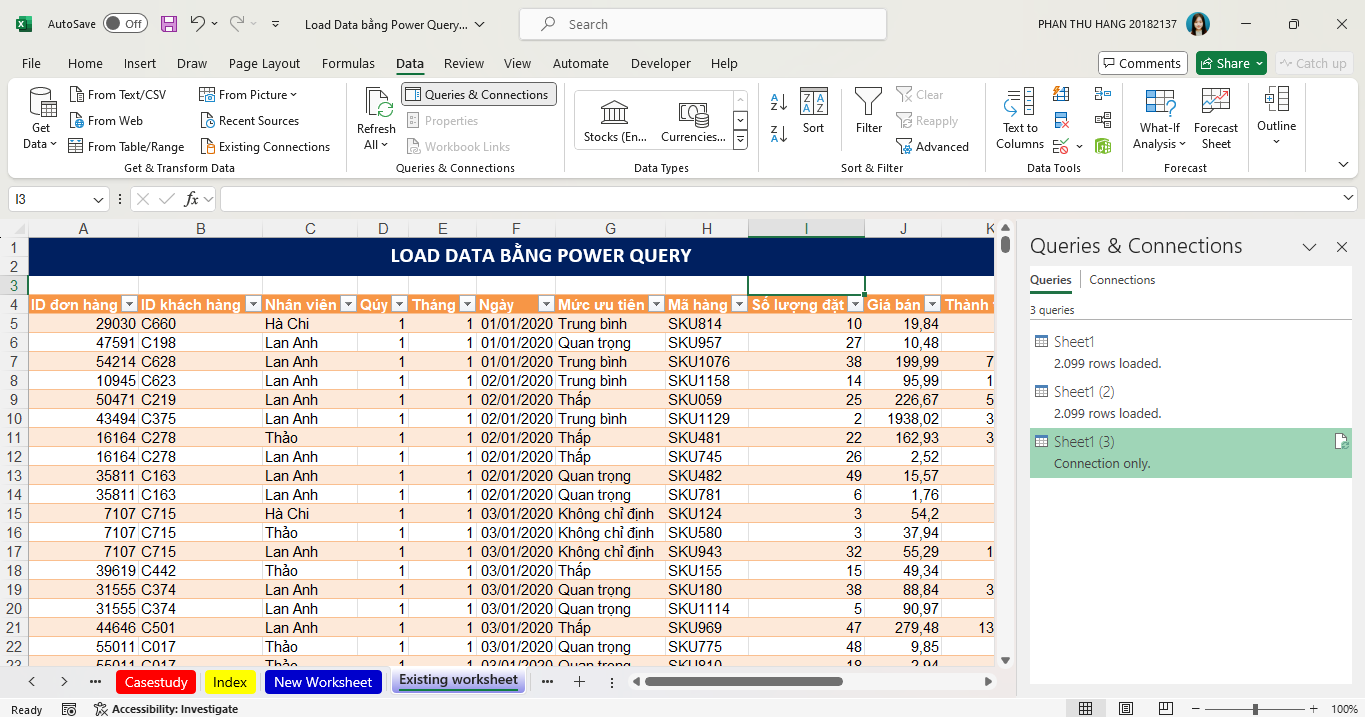 AutoSave Off Load Data bằng Power Query... Search PHAN THU HANG 20182137
File Home Insert Draw Page Layout Formulas Data Review View Automate Developer Help Comments Share Catch up
Get Data
From Text/CSV
From Web
From Table/Range
From Picture
Recent Sources
Existing Connections
Get & Transform Data
Refresh All
Queries & Connections
Properties
Workbook Links
Queries & Connections
Stocks (En... Currencies...
Data Types
Sort
Filter
Clear
Reapply
Advanced
Sort & Filter
Text to Columns
Data Tools
What-If Analysis
Forecast Sheet
Forecast
Outline
I3 fx
A B C D E F G H I J K
1 LOAD DATA BẰNG POWER QUERY
2
3
4 ID đơn hàng ID khách hàng Nhân viên Qúy Tháng Ngày Mức ưu tiên Mã hàng Số lượng đặt Giá bán Thành
5 29030 C660 Hà Chi 1 1 01/01/2020 Trung bình SKU814 10 19,84
6 47591 C198 Lan Anh 1 1 01/01/2020 Quan trọng SKU957 27 10,48
7 54214 C628 Lan Anh 1 1 01/01/2020 Trung bình SKU1076 38 199,99 7
8 10945 C623 Lan Anh 1 1 02/01/2020 Trung bình SKU1158 14 95,99 1
9 50471 C219 Lan Anh 1 1 02/01/2020 Thấp SKU059 25 226,67 5
10 43494 C375 Lan Anh 1 1 02/01/2020 Trung bình SKU1129 2 1938,02 3
11 16164 C278 Thảo 1 1 02/01/2020 Thấp SKU481 22 162,93 3
12 16164 C278 Lan Anh 1 1 02/01/2020 Thấp SKU745 26 2,52
13 35811 C163 Lan Anh 1 1 02/01/2020 Quan trọng SKU482 49 15,57
14 35811 C163 Lan Anh 1 1 02/01/2020 Quan trọng SKU781 6 1,76
15 7107 C715 Hà Chi 1 1 03/01/2020 Không chỉ định SKU124 3 54,2
16 7107 C715 Thảo 1 1 03/01/2020 Không chỉ định SKU580 3 37,94
17 7107 C715 Lan Anh 1 1 03/01/2020 Không chỉ định SKU943 32 55,29 1
18 39619 C442 Thảo 1 1 03/01/2020 Thấp SKU155 15 49,34
19 31555 C374 Lan Anh 1 1 03/01/2020 Quan trọng SKU180 38 88,84 3
20 31555 C374 Lan Anh 1 1 03/01/2020 Quan trọng SKU1114 5 90,97
21 44646 C501 Lan Anh 1 1 03/01/2020 Thấp SKU969 47 279,48 13
22 55011 C017 Thảo 1 1 03/01/2020 Quan trọng SKU775 48 9,85
23 55011 C017 Thảo 1 1 03/01/2020 Quan trọng SKU810 18 2,94
Queries & Connections
Queries Connections
3 queries
Sheet1
2.099 rows loaded.
Sheet1 (2)
2.099 rows loaded.
Sheet1 (3)
Connection only.
Casestudy Index New Worksheet Existing worksheet
Ready Accessibility: Investigate 100%